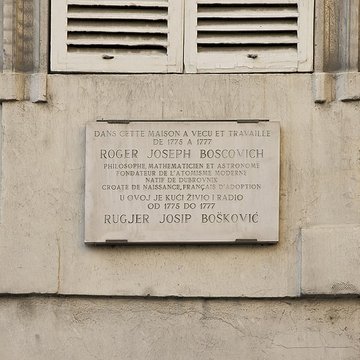 DANS CETTE MAISON A VECU ET TRAVAILLE
DE 1775 A 1777
ROGER JOSEPH BOSCOVICH
PHILOSOPHE, MATHEMATICIEN ET ASTRONOME
FONDATEUR DE L'ATOMISME MODERNE
NATIF DE DUBROVNIK
CROATE DE NAISSANCE, FRANÇAIS D'ADOPTION
U OVOJ JE KUĆI ŽIVIO I RADIO
OD 1775 DO 1777
RUGJER JOSIP BOŠKOVIĆ